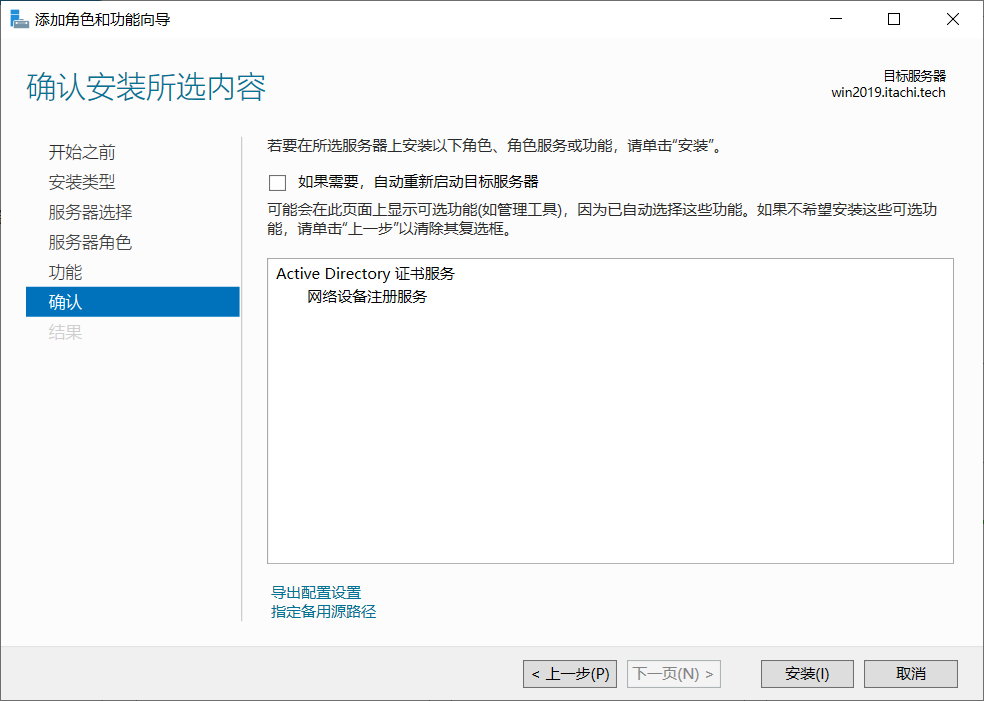 添加角色和功能向导
确认安装所选内容
目标服务器
win2019.itachi.tech
开始之前
安装类型
服务器选择
服务器角色
功能
确认
结果
若要在所选服务器上安装以下角色、角色服务或功能，请单击“安装”。
如果需要，自动重新启动目标服务器
可能会在此页面上显示可选功能(如管理工具)，因为已自动选择这些功能。如果不希望安装这些可选功
能，请单击“上一步”以清除其复选框。
Active Directory 证书服务
网络设备注册服务
导出配置设置
指定备用源路径
< 上一步(P)
下一页(N) >
安装(I)
取消